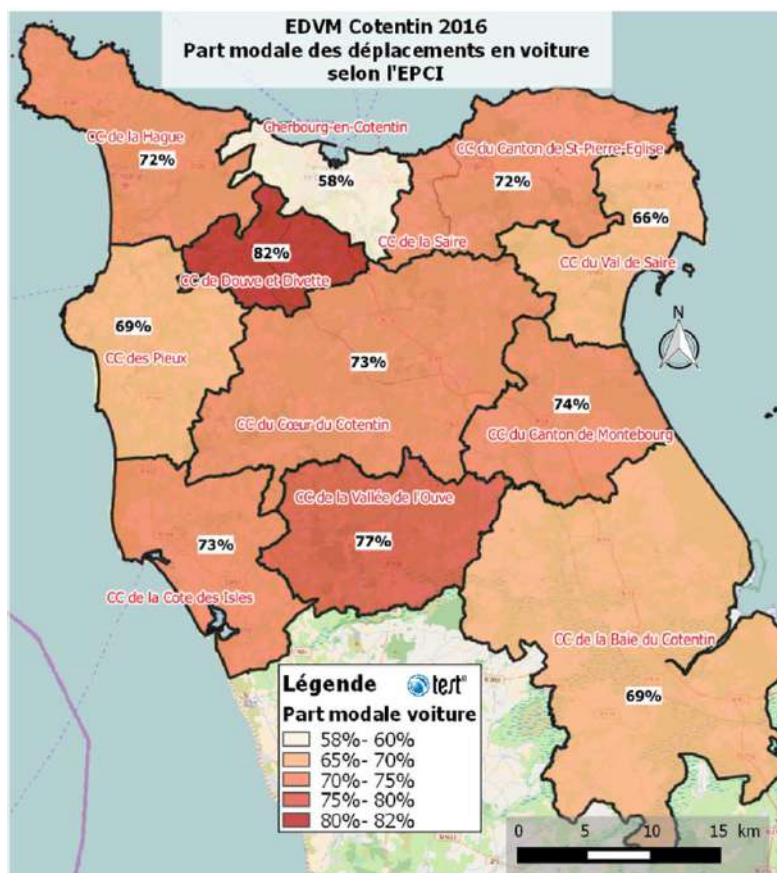 EDVM Cotentin 2016
Part modale des déplacements en voiture
selon l'EPCI
CC de la Hague
72%
Cherbourg-en-Cotentin
58%
CC du Canton de St-Pierre-Eglise
72%
66%
CC de la Saire
CC du Val de Saire
82%
CC de Douve et Divette
69%
CC des Pieux
N
73%
CC du Cœur du Cotentin
74%
CC du Canton de Montebourg
CC de la Vallée de l'Ouve
77%
73%
CC de la Cote des Isles
CC de la Baie du Cotentin
69%
Légende test®
Part modale voiture
58%- 60%
65%- 70%
70%- 75%
75%- 80%
80%- 82%
0 5 10 15 km